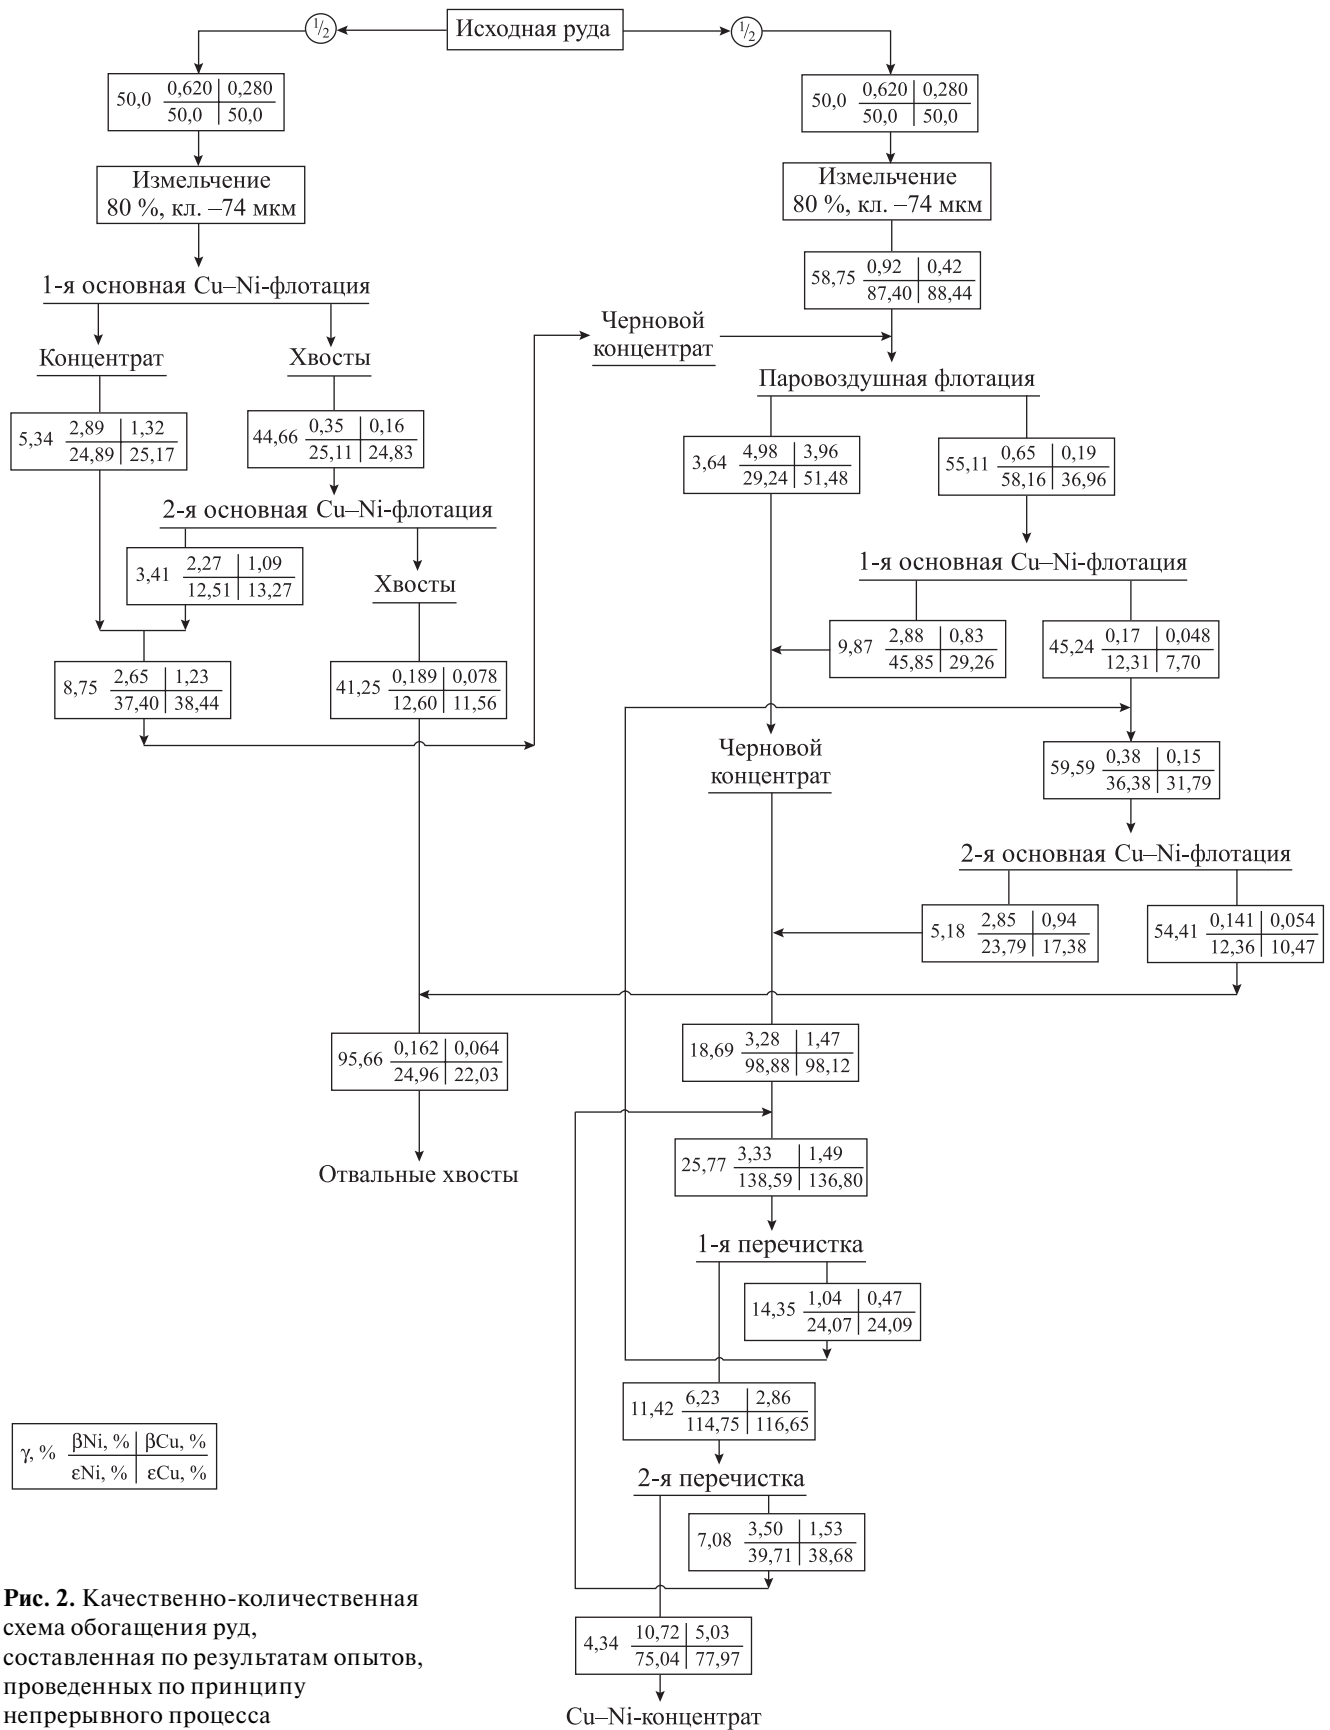 Исходная руда
1/2
1/2
50,0 0,620 0,280
50,0 50,0
50,0 0,620 0,280
50,0 50,0
Измельчение
80 %, кл. –74 мкм
Измельчение
80 %, кл. –74 мкм
58,75 0,92 0,42
87,40 88,44
1-я основная Cu–Ni-флотация
Концентрат
Хвосты
Черновой
концентрат
Паровоздушная флотация
5,34 2,89 1,32
24,89 25,17
44,66 0,35 0,16
25,11 24,83
3,64 4,98 3,96
29,24 51,48
55,11 0,65 0,19
58,16 36,96
2-я основная Cu–Ni-флотация
3,41 2,27 1,09
12,51 13,27
Хвосты
1-я основная Cu–Ni-флотация
9,87 2,88 0,83
45,85 29,26
45,24 0,17 0,048
12,31 7,70
8,75 2,65 1,23
37,40 38,44
41,25 0,189 0,078
12,60 11,56
Черновой
концентрат
59,59 0,38 0,15
36,38 31,79
2-я основная Cu–Ni-флотация
5,18 2,85 0,94
23,79 17,38
54,41 0,141 0,054
12,36 10,47
95,66 0,162 0,064
24,96 22,03
18,69 3,28 1,47
98,88 98,12
Отвальные хвосты
25,77 3,33 1,49
138,59 136,80
1-я перечистка
14,35 1,04 0,47
24,07 24,09
11,42 6,23 2,86
114,75 116,65
γ, % βNi, % βCu, %
εNi, % εCu, %
2-я перечистка
7,08 3,50 1,53
39,71 38,68
4,34 10,72 5,03
75,04 77,97
Cu–Ni-концентрат
Рис. 2. Качественно-количественная
схема обогащения руд,
составленная по результатам опытов,
проведенных по принципу
непрерывного процесса